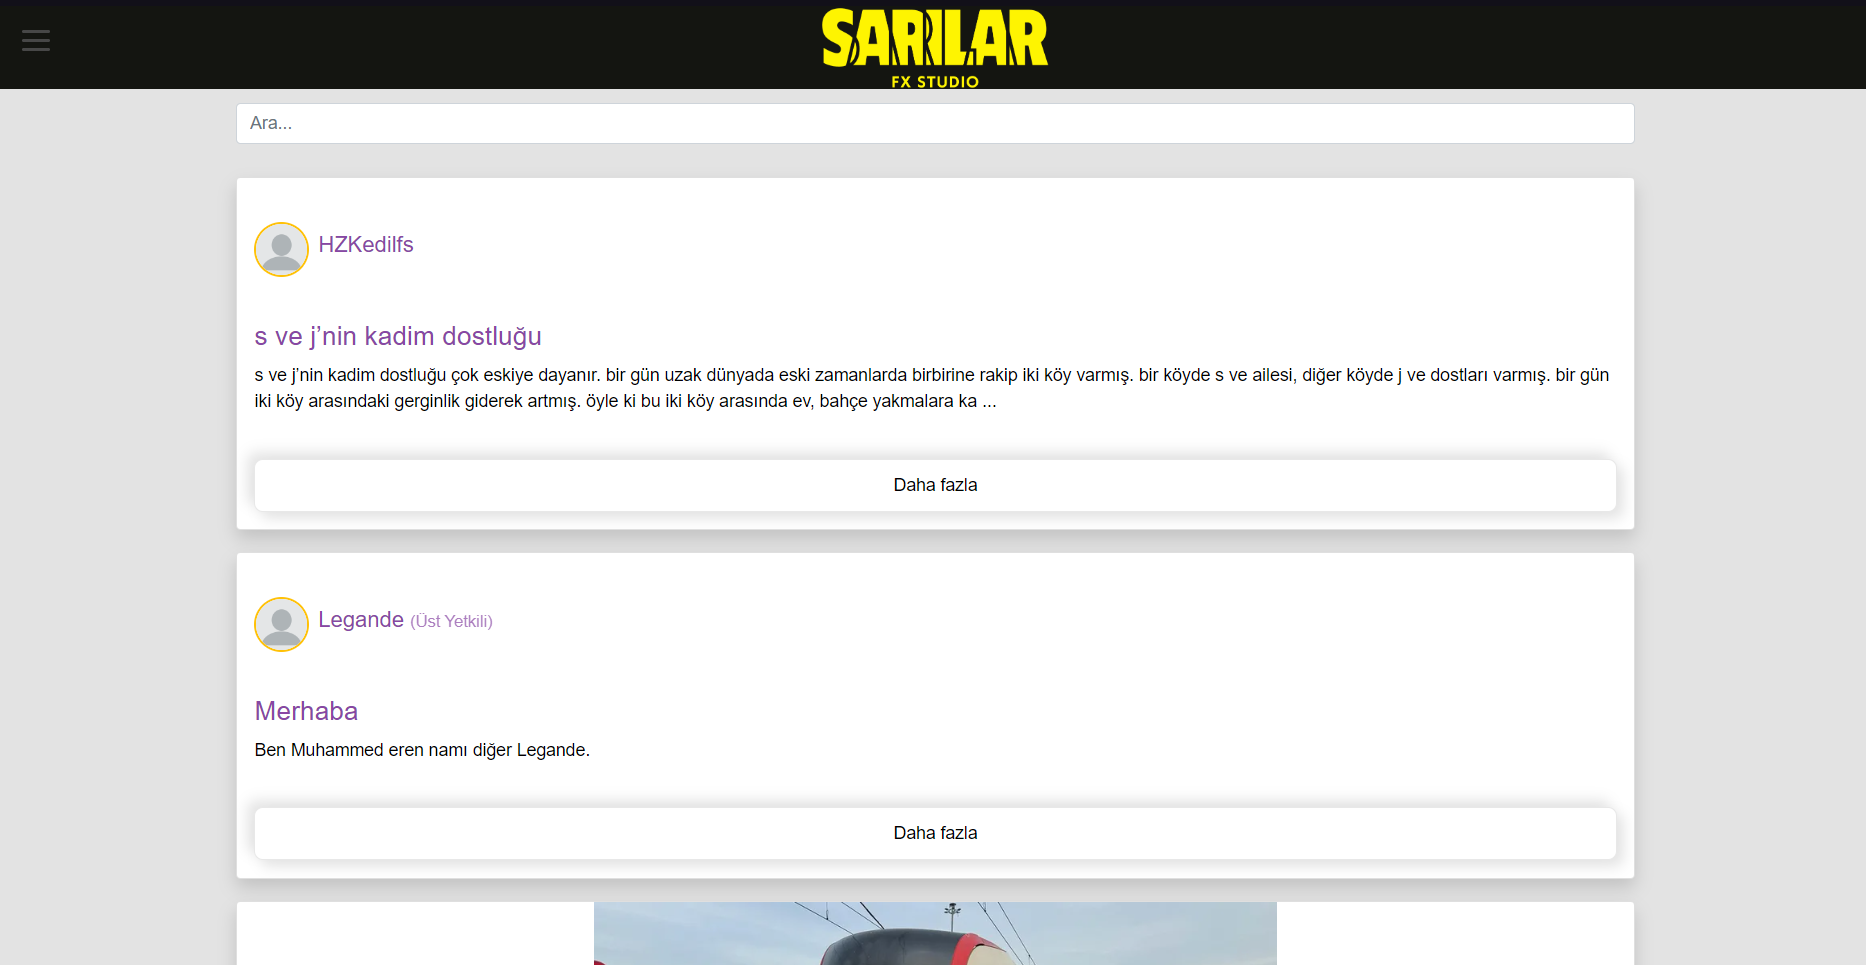 SARILAR
FX STUDIO
Ara...
HZKedilfs
s ve j’nin kadim dostluğu
s ve j’nin kadim dostluğu çok eskiye dayanır. bir gün uzak dünyada eski zamanlarda birbirine rakip iki köy varmış. bir köyde s ve ailesi, diğer köyde j ve dostları varmış. bir gün
iki köy arasındaki gerginlik giderek artmış. öyle ki bu iki köy arasında ev, bahçe yakmalara ka ...
Daha fazla
Legande (Üst Yetkili)
Merhaba
Ben Muhammed eren namı diğer Legande.
Daha fazla